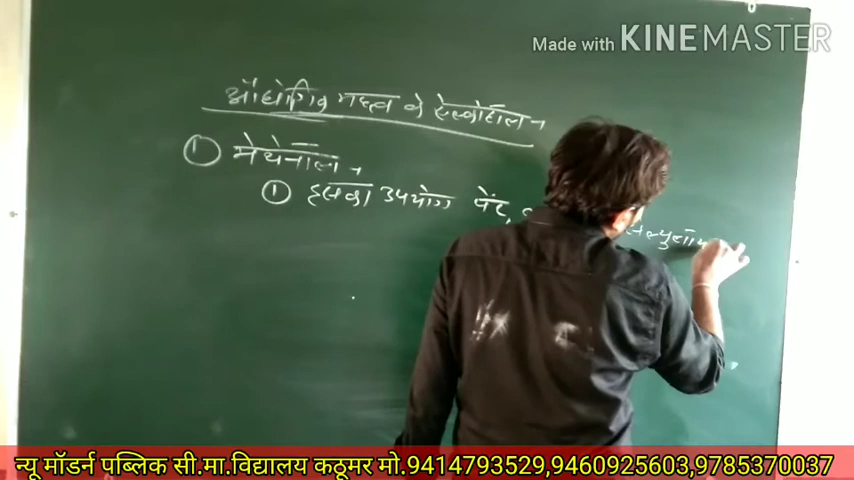 Made with KINEMASTER
औद्योगिक महत्व के ऐल्कोहॉल -
① मेथेनॉल -
① इसका उपयोग पेंट,
न्यू मॉडर्न पब्लिक सी.मा.विद्यालय कठूमर मो.9414793529,9460925603,9785370037